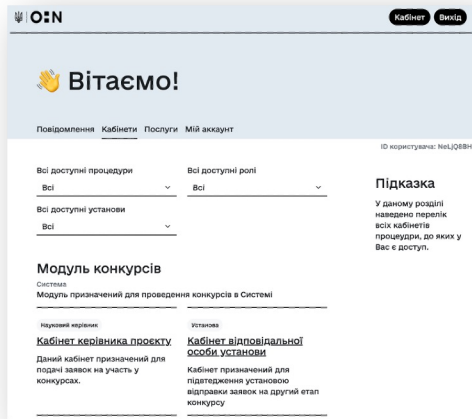 О:Н
Кабінет Вихід
👋 Вітаємо!
Повідомлення Кабінети Послуги Мій аккаунт
ID користувача: NeLjQ8BH
Всі доступні процедури
Всі
Всі доступні ролі
Всі
Всі доступні установи
Всі
Підказка
У даному розділі
наведено перелік
всіх кабінетів
процеудри, до яких у
Вас є доступ.
Модуль конкурсів
Система
Модуль призначений для проведення конкурсів в Системі
Науковий керівник
Кабінет керівника проєкту
Даний кабінет призначений для
подачі заявок на участь у
конкурсах.
Установа
Кабінет відповідальної
особи установи
Кабінет призначений для
підвтедження установою
відправки заявок на другий етап
конкурсу